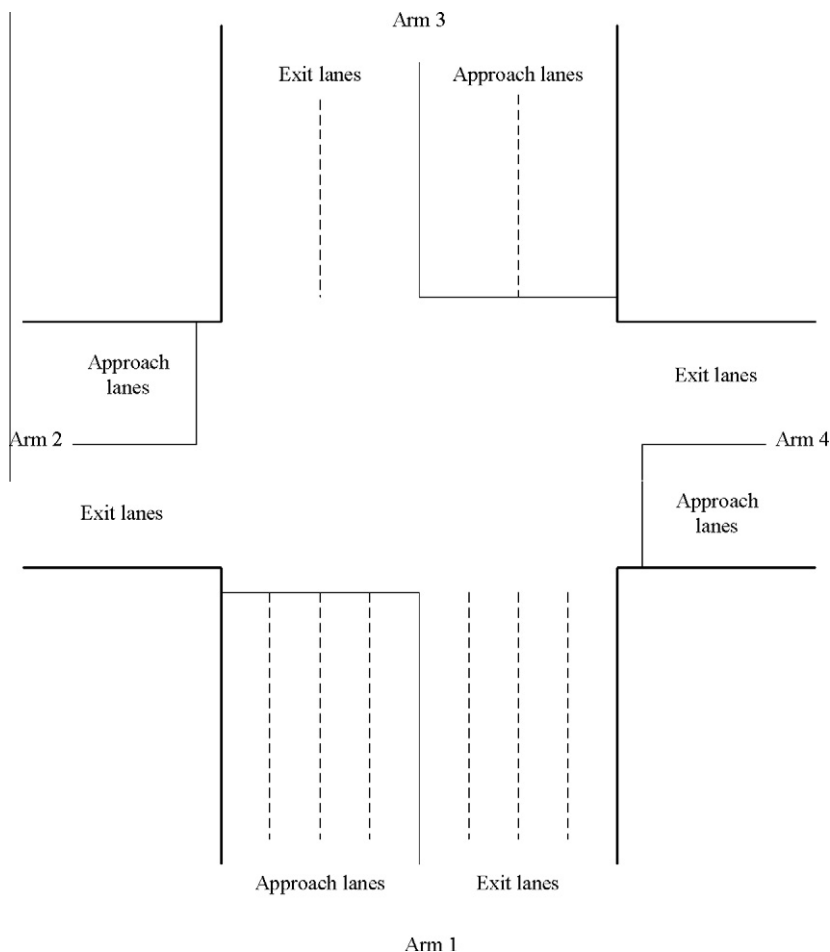 Arm 3
Exit lanes
Approach lanes
Approach
lanes
Exit lanes
Arm 2
Arm 4
Exit lanes
Approach
lanes
Approach lanes
Exit lanes
Arm 1